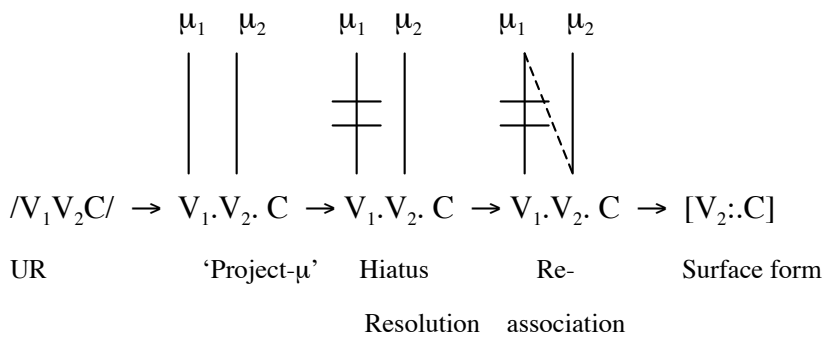 μ₁ μ₂ μ₁ μ₂ μ₁ μ₂
/V₁V₂C/ → V₁.V₂. C → V₁.V₂. C → V₁.V₂. C → [V₂:.C]
UR ‘Project-μ’ Hiatus Re- Surface form
Resolution association